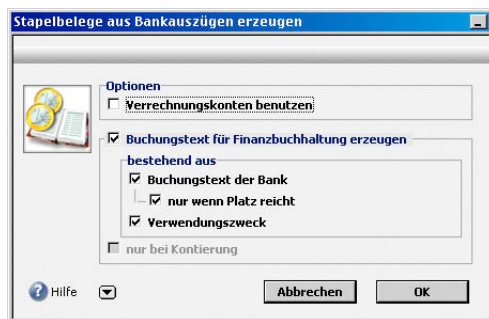 Stapelbelege aus Bankauszügen erzeugen
Optionen
Verrechnungskonten benutzen
Buchungstext für Finanzbuchhaltung erzeugen
bestehend aus
Buchungstext der Bank
nur wenn Platz reicht
Verwendungszweck
nur bei Kontierung
Hilfe
Abbrechen
OK